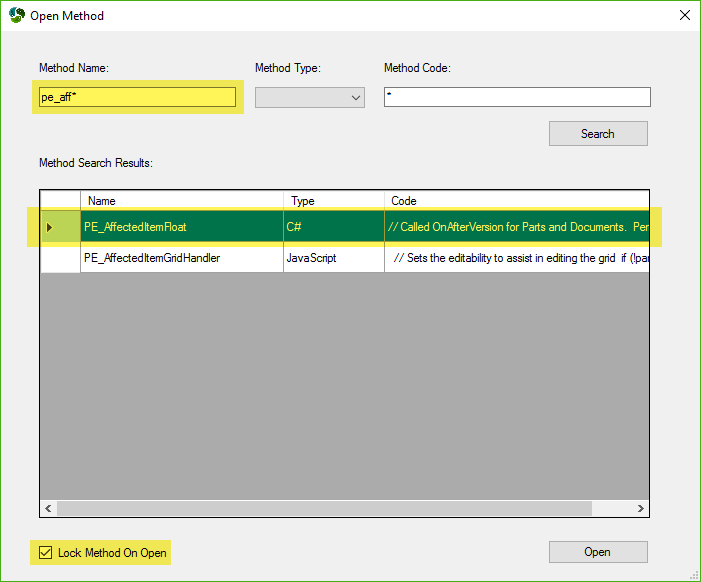 Open Method
Method Name: Method Type: Method Code:
pe_aff* *
Search
Method Search Results:
Name Type Code
PE_AffectedItemFloat C# // Called OnAfterVersion for Parts and Documents. Per
PE_AffectedItemGridHandler JavaScript // Sets the editability to assist in editing the grid if (!pa
Lock Method On Open Open